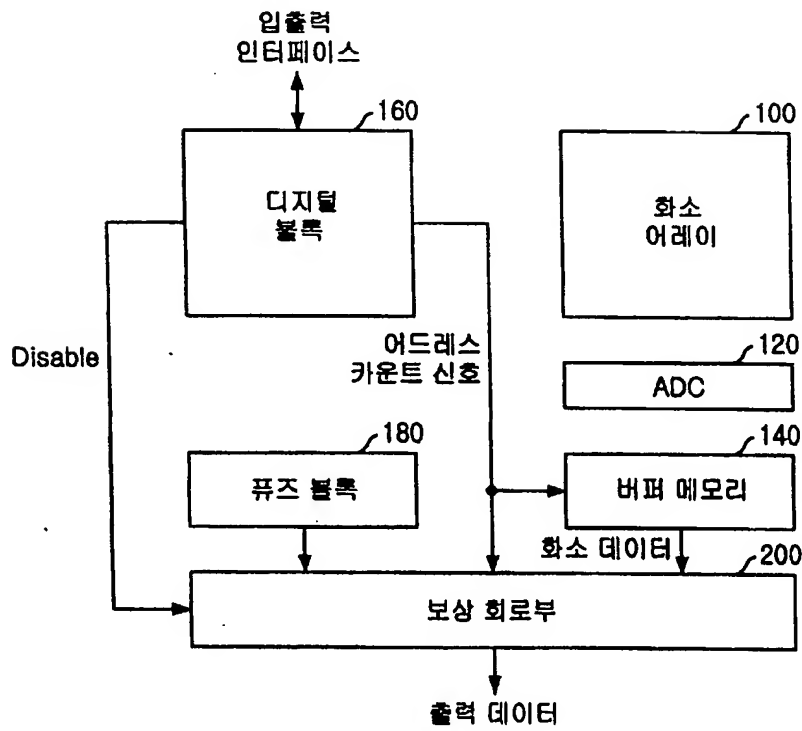 입출력
인터페이스
160
100
디지털
블록
화소
어레이
Disable
어드레스
카운트 신호
120
ADC
180
140
퓨즈 블록
버퍼 메모리
화소 데이터
200
보상 회로부
출력 데이터